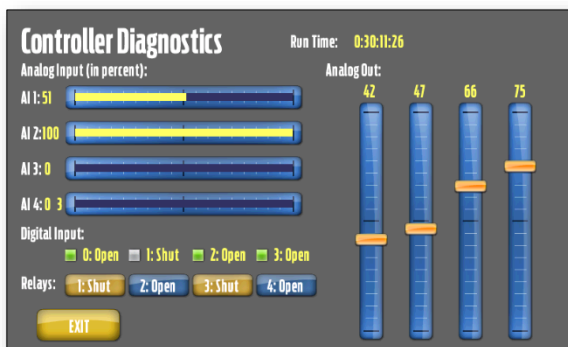 Controller Diagnostics
Run Time: 0:30:11:26
Analog Input (in percent):
Analog Out:
42 47 66 75
AI 1: 51
AI 2:100
AI 3: 0
AI 4: 0 3
Digital Input:
0: Open 1: Shut 2: Open 3: Open
Relays: 1: Shut 2: Open 3: Shut 4: Open
EXIT